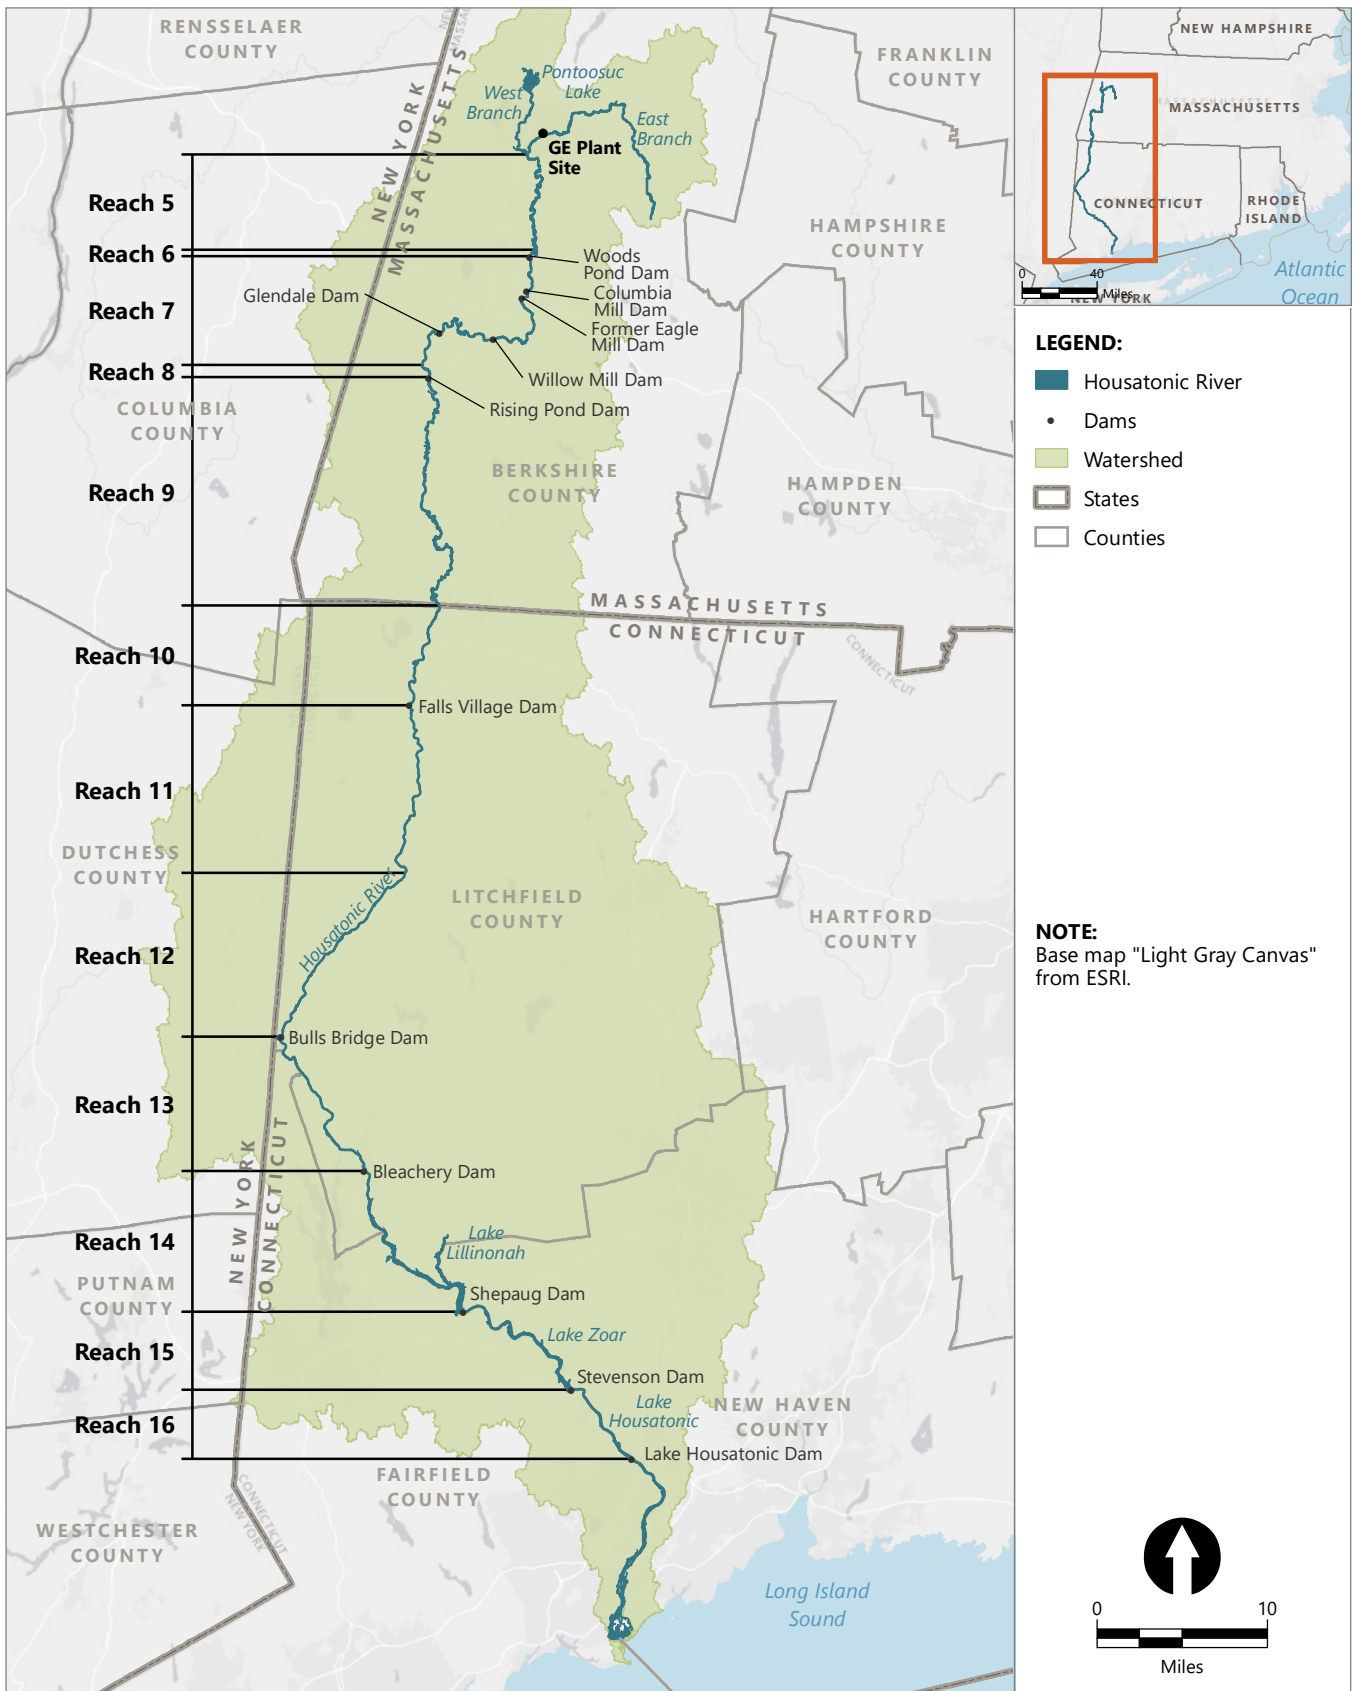 RENSSELAER
COUNTY
NEW YORK
MASSACHUSETTS
Pontoosuc
Lake
West
Branch
East
Branch
GE Plant
Site
FRANKLIN
COUNTY
HAMPSHIRE
COUNTY
Reach 5
Reach 6
Woods
Pond Dam
Columbia
Mill Dam
Glendale Dam
Reach 7
Former Eagle
Mill Dam
Reach 8
Willow Mill Dam
Rising Pond Dam
COLUMBIA
COUNTY
BERKSHIRE
COUNTY
HAMPDEN
COUNTY
Reach 9
MASSACHUSETTS
CONNECTICUT
CONNECTICUT
Reach 10
Falls Village Dam
Reach 11
DUTCHESS
COUNTY
Housatonic River
LITCHFIELD
COUNTY
HARTFORD
COUNTY
Reach 12
Bulls Bridge Dam
Reach 13
NEW YORK
CONNECTICUT
Bleachery Dam
Reach 14
Lake
Lillinonah
PUTNAM
COUNTY
Shepaug Dam
Lake Zoar
Reach 15
Stevenson Dam
Lake
Housatonic
NEW HAVEN
COUNTY
Reach 16
Lake Housatonic Dam
FAIRFIELD
COUNTY
CONNECTICUT
NEW YORK
WESTCHESTER
COUNTY
Long Island
Sound
NEW HAMPSHIRE
MASSACHUSETTS
CONNECTICUT
RHODE
ISLAND
Atlantic
Ocean
0 40
Miles
NEW YORK
LEGEND:
Housatonic River
Dams
Watershed
States
Counties
NOTE:
Base map "Light Gray Canvas"
from ESRI.
0 10
Miles